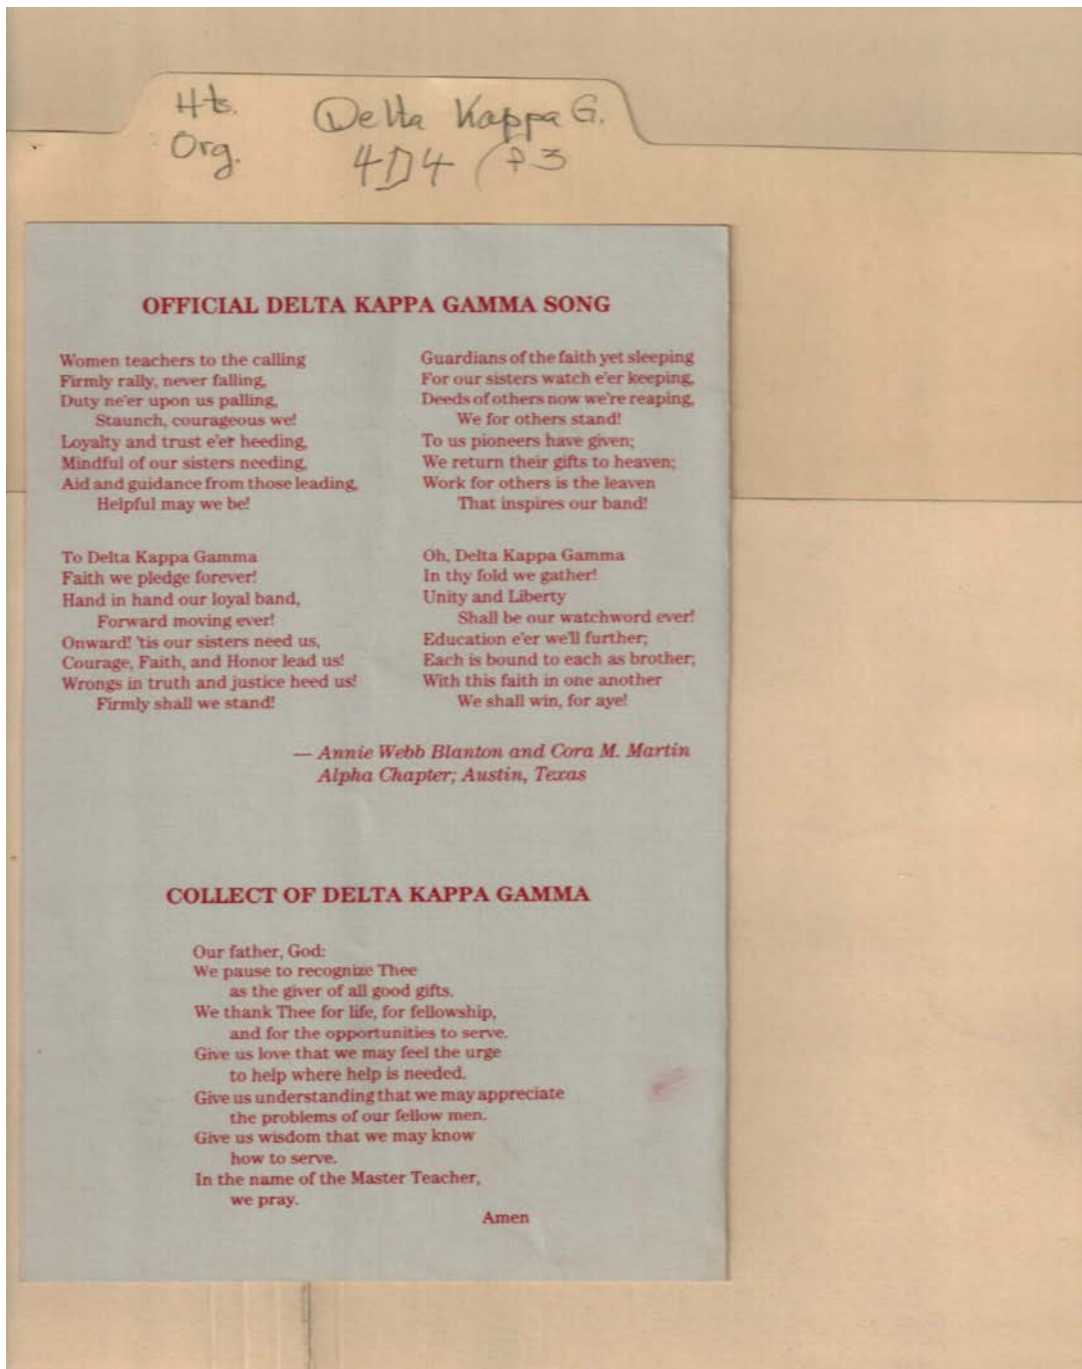 Hts. Delta Kappa G.
Org. 4D4 / P3
OFFICIAL DELTA KAPPA GAMMA SONG
Women teachers to the calling
Firmly rally, never falling,
Duty ne'er upon us palling,
Staunch, courageous we!
Loyalty and trust e'er heeding,
Mindful of our sisters needing,
Aid and guidance from those leading,
Helpful may we be!
To Delta Kappa Gamma
Faith we pledge forever!
Hand in hand our loyal band,
Forward moving ever!
Onward! 'tis our sisters need us,
Courage, Faith, and Honor lead us!
Wrongs in truth and justice heed us!
Firmly shall we stand!
Guardians of the faith yet sleeping
For our sisters watch e'er keeping,
Deeds of others now we're reaping,
We for others stand!
To us pioneers have given;
We return their gifts to heaven;
Work for others is the leaven
That inspires our band!
Oh, Delta Kappa Gamma
In thy fold we gather!
Unity and Liberty
Shall be our watchword ever!
Education e'er we'll further;
Each is bound to each as brother;
With this faith in one another
We shall win, for aye!
— Annie Webb Blanton and Cora M. Martin
Alpha Chapter; Austin, Texas
COLLECT OF DELTA KAPPA GAMMA
Our father, God:
We pause to recognize Thee
as the giver of all good gifts.
We thank Thee for life, for fellowship,
and for the opportunities to serve.
Give us love that we may feel the urge
to help where help is needed.
Give us understanding that we may appreciate
the problems of our fellow men.
Give us wisdom that we may know
how to serve.
In the name of the Master Teacher,
we pray.
Amen